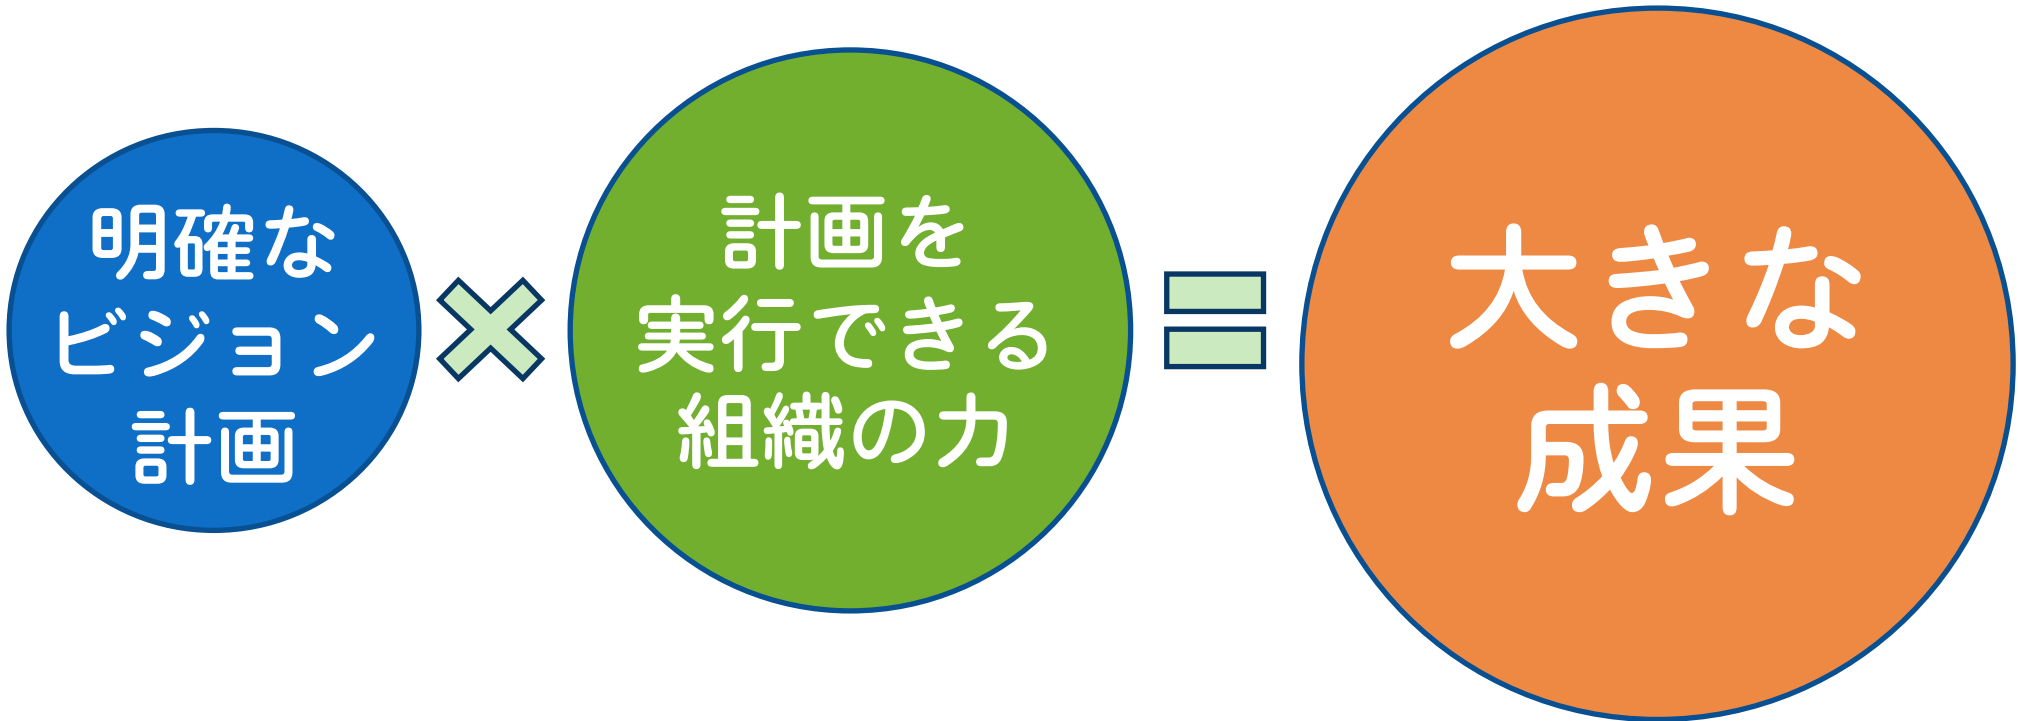 明確な
ビジョン
計画
×
計画を
実行できる
組織の力
=
大きな
成果